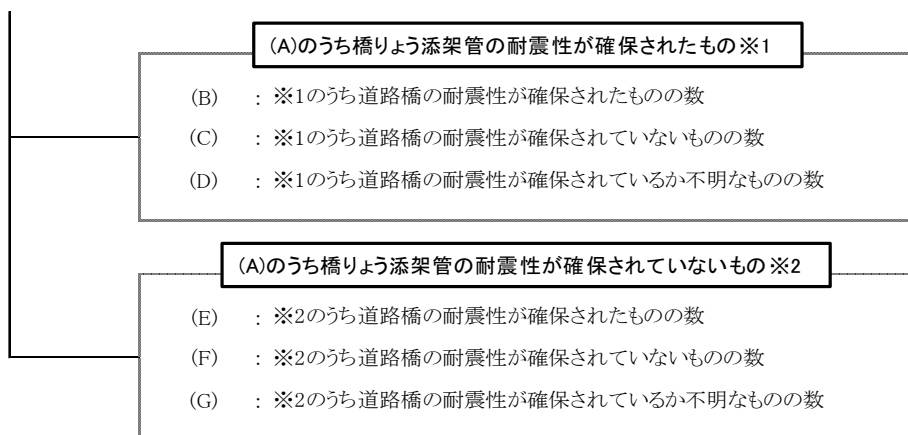 (A)のうち橋りょう添架管の耐震性が確保されたもの※1
(B) : ※1のうち道路橋の耐震性が確保されたものの数
(C) : ※1のうち道路橋の耐震性が確保されていないものの数
(D) : ※1のうち道路橋の耐震性が確保されているか不明なものの数
(A)のうち橋りょう添架管の耐震性が確保されていないもの※2
(E) : ※2のうち道路橋の耐震性が確保されたものの数
(F) : ※2のうち道路橋の耐震性が確保されていないものの数
(G) : ※2のうち道路橋の耐震性が確保されているか不明なものの数